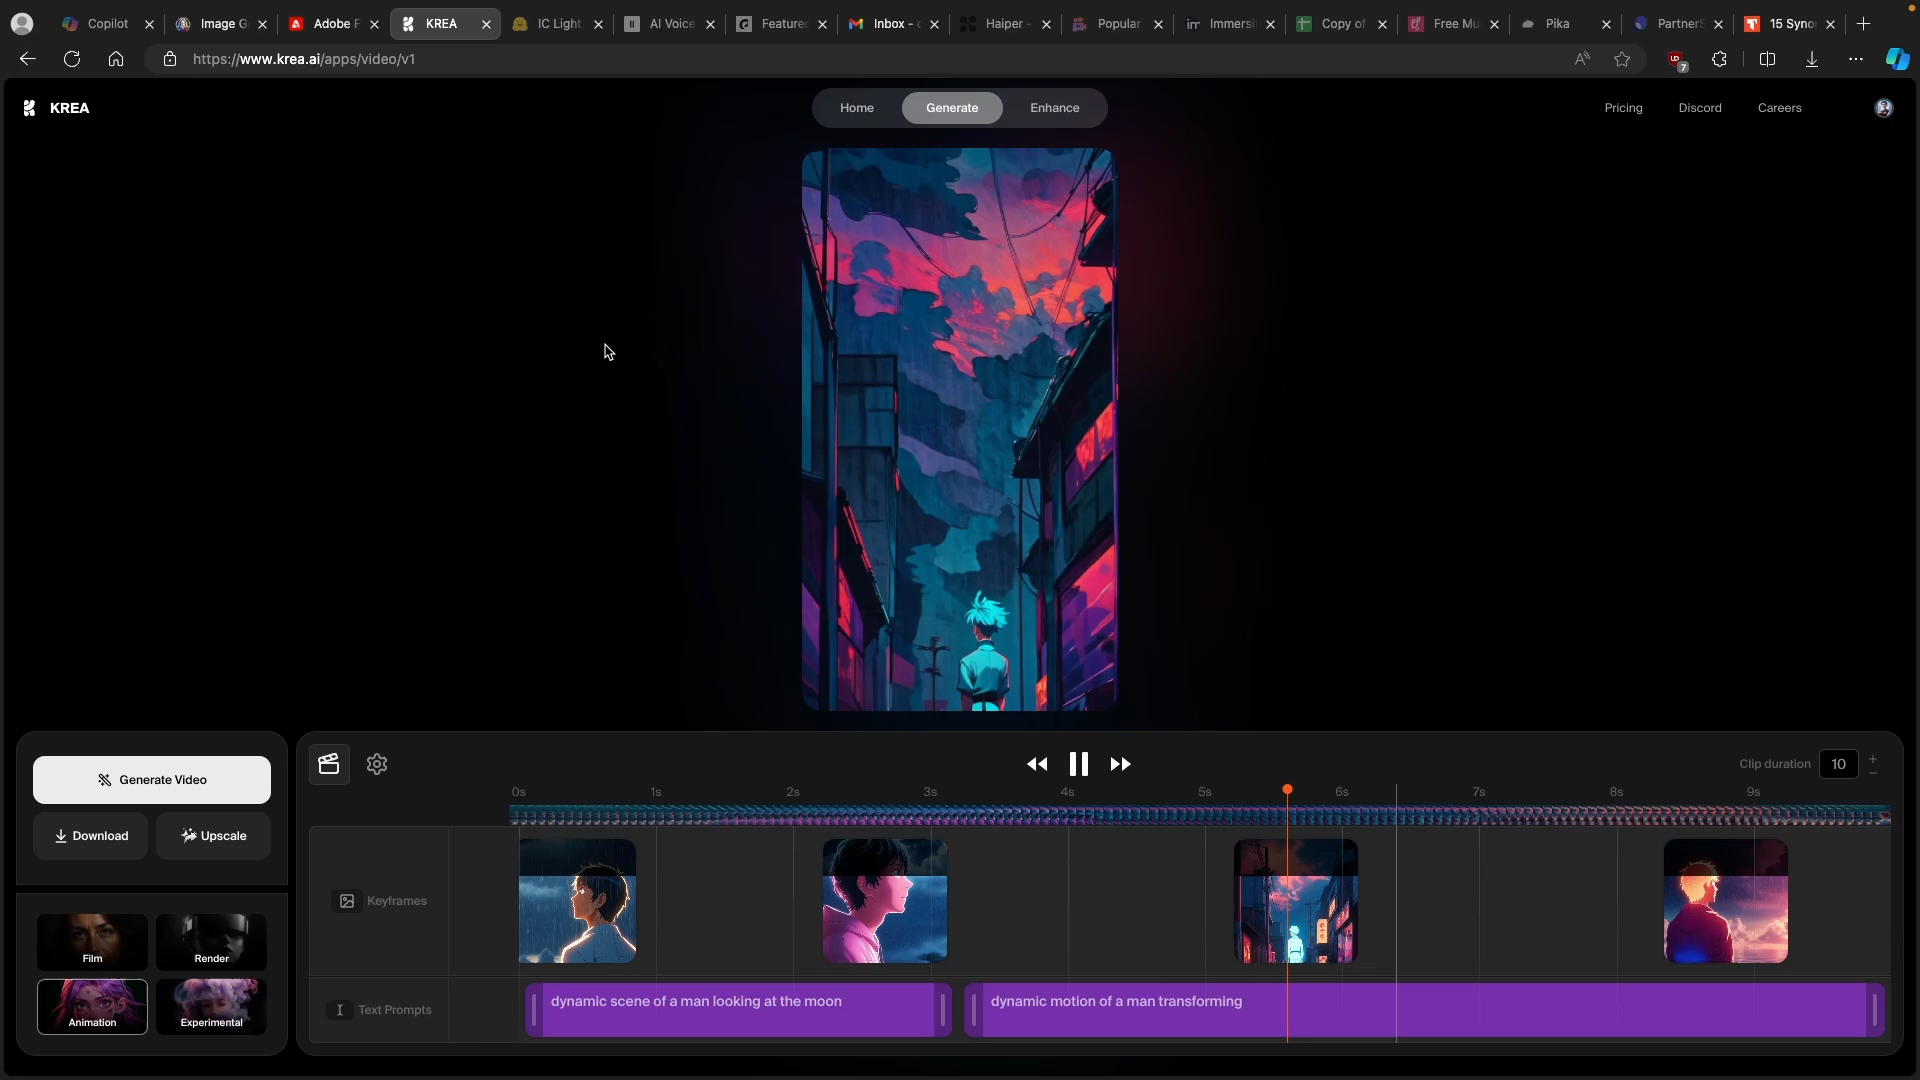 Copilot
Image G
Adobe F
KREA
IC Light
AI Voice
Featured
Inbox - c
Haiper -
Popular
Immersi
Copy of
Free Mu
Pika
PartnerS
15 Syno
https://www.krea.ai/apps/video/v1
7
KREA
Home
Generate
Enhance
Pricing
Discord
Careers
Generate Video
Download
Upscale
Film
Render
Animation
Experimental
Clip duration
10
0s
1s
2s
3s
4s
5s
6s
7s
8s
9s
Keyframes
Text Prompts
dynamic scene of a man looking at the moon
dynamic motion of a man transforming